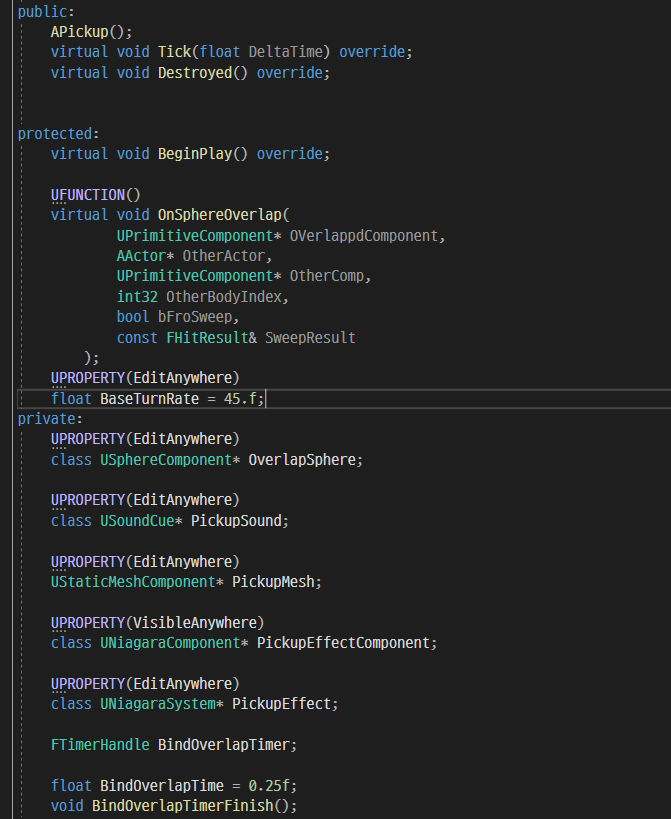 public:
APickup();
virtual void Tick(float DeltaTime) override;
virtual void Destroyed() override;
protected:
virtual void BeginPlay() override;
UFUNCTION()
virtual void OnSphereOverlap(
UPrimitiveComponent* OVerlappdComponent,
AActor* OtherActor,
UPrimitiveComponent* OtherComp,
int32 OtherBodyIndex,
bool bFroSweep,
const FHitResult& SweepResult
);
UPROPERTY(EditAnywhere)
float BaseTurnRate = 45.f;
private:
UPROPERTY(EditAnywhere)
class USphereComponent* OverlapSphere;
UPROPERTY(EditAnywhere)
class USoundCue* PickupSound;
UPROPERTY(EditAnywhere)
UStaticMeshComponent* PickupMesh;
UPROPERTY(VisibleAnywhere)
class UNiagaraComponent* PickupEffectComponent;
UPROPERTY(EditAnywhere)
class UNiagaraSystem* PickupEffect;
FTimerHandle BindOverlapTimer;
float BindOverlapTime = 0.25f;
void BindOverlapTimerFinish();